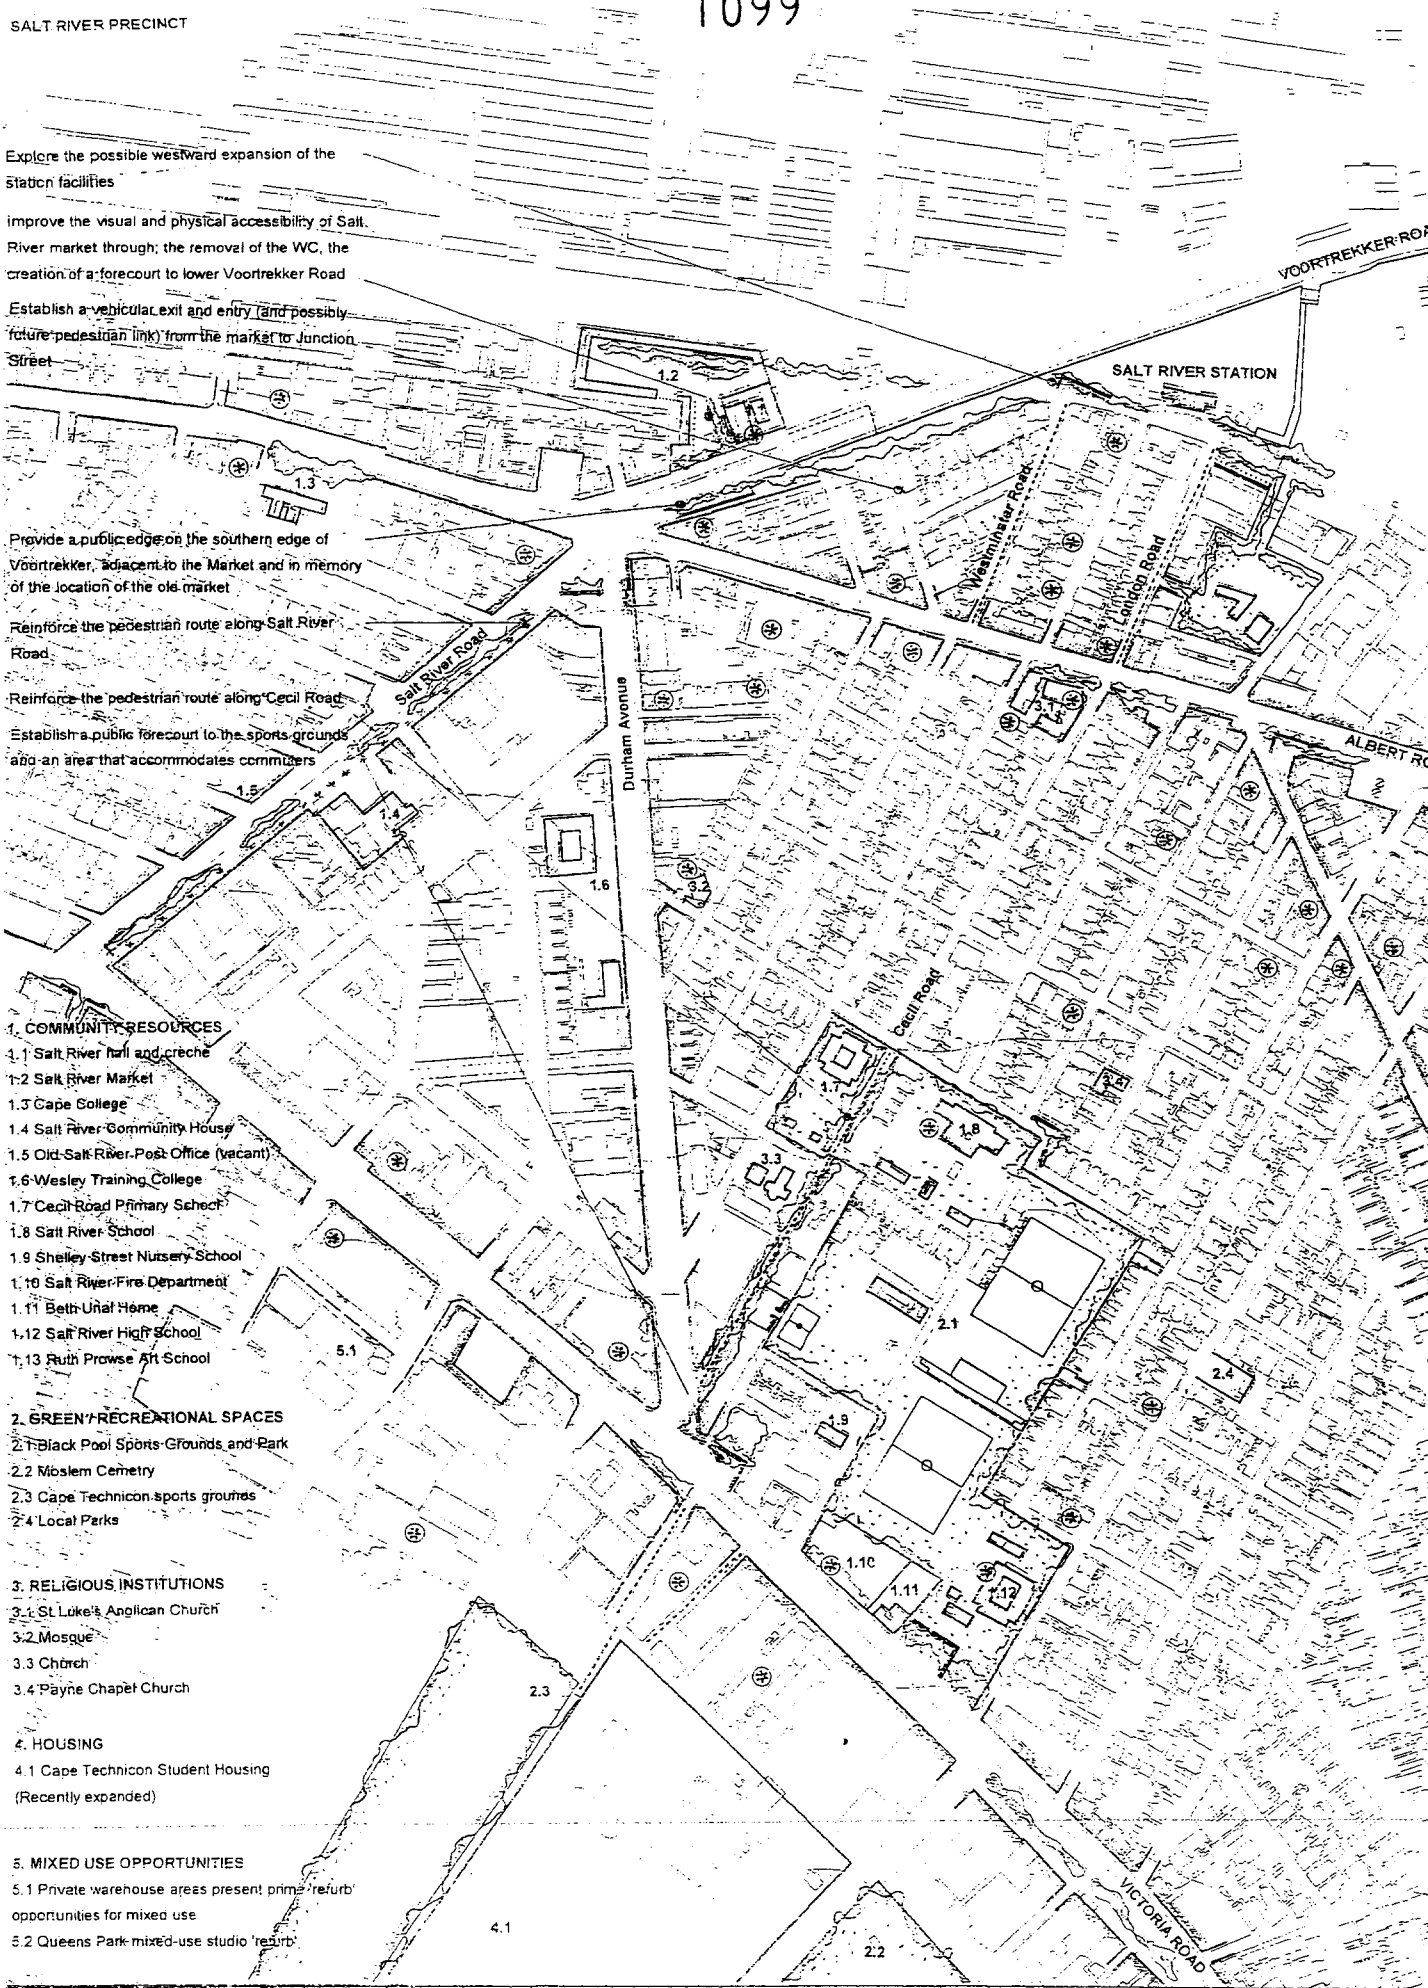 1099
SALT RIVER PRECINCT
Explore the possible westward expansion of the
station facilities
improve the visual and physical accessibility of Salt
River market through; the removal of the WC, the
creation of a forecourt to lower Voortrekker Road
Establish a vehicular exit and entry (and possibly
future pedestrian link) from the market to Junction
Street
Provide a public edge on the southern edge of
Voortrekker, adjacent to the Market and in memory
of the location of the old market
Reinforce the pedestrian route along Salt River
Road
Reinforce the pedestrian route along Cecil Road
Establish a public forecourt to the sports grounds
and an area that accommodates commuters
1. COMMUNITY RESOURCES
1.1 Salt River hall and creche
1.2 Salt River Market
1.3 Cape College
1.4 Salt River Community House
1.5 Old Salt River Post Office (vacant)
1.6 Wesley Training College
1.7 Cecil Road Primary School
1.8 Salt River School
1.9 Shelley Street Nursery School
1.10 Salt River Fire Department
1.11 Beth Uriel Home
1.12 Salt River High School
1.13 Ruth Prowse Art School
2. GREEN / RECREATIONAL SPACES
2.1 Black Pool Sports Grounds and Park
2.2 Moslem Cemetry
2.3 Cape Technicon sports grounds
2.4 Local Parks
3. RELIGIOUS INSTITUTIONS
3.1 St Luke's Anglican Church
3.2 Mosque
3.3 Church
3.4 Payne Chapel Church
4. HOUSING
4.1 Cape Technicon Student Housing
(Recently expanded)
5. MIXED USE OPPORTUNITIES
5.1 Private warehouse areas present prime 'refurb'
opportunities for mixed use
5.2 Queens Park mixed-use studio 'refurb'
VOORTREKKER ROA
SALT RIVER STATION
1.2
1.3
Westminster Road
London Road
Salt River Road
Durham Avenue
3.1
ALBERT RO
1.5
1.4
1.6
3.2
Cecil Road
1.7
1.8
3.4
3.3
2.1
5.1
2.4
1.9
1.10
1.11
1.12
2.3
4.1
2.2
VICTORIA ROAD